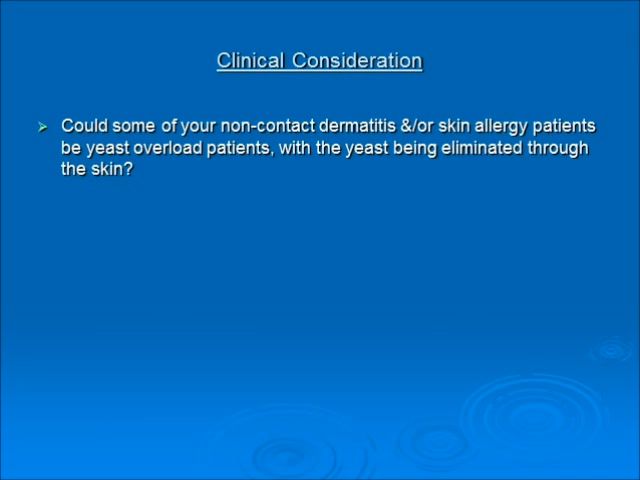 Clinical Consideration
Could some of your non-contact dermatitis &/or skin allergy patients
be yeast overload patients, with the yeast being eliminated through
the skin?